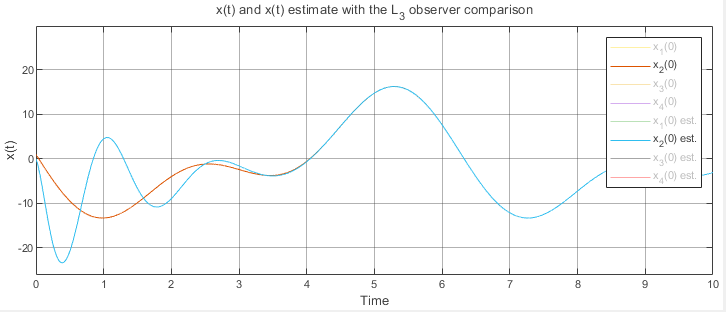 x(t) and x(t) estimate with the L3 observer comparison
x1(0)
x2(0)
x3(0)
x4(0)
x1(0) est.
x2(0) est.
x3(0) est.
x4(0) est.
x(t)
20
10
0
-10
-20
0 1 2 3 4 5 6 7 8 9 10
Time